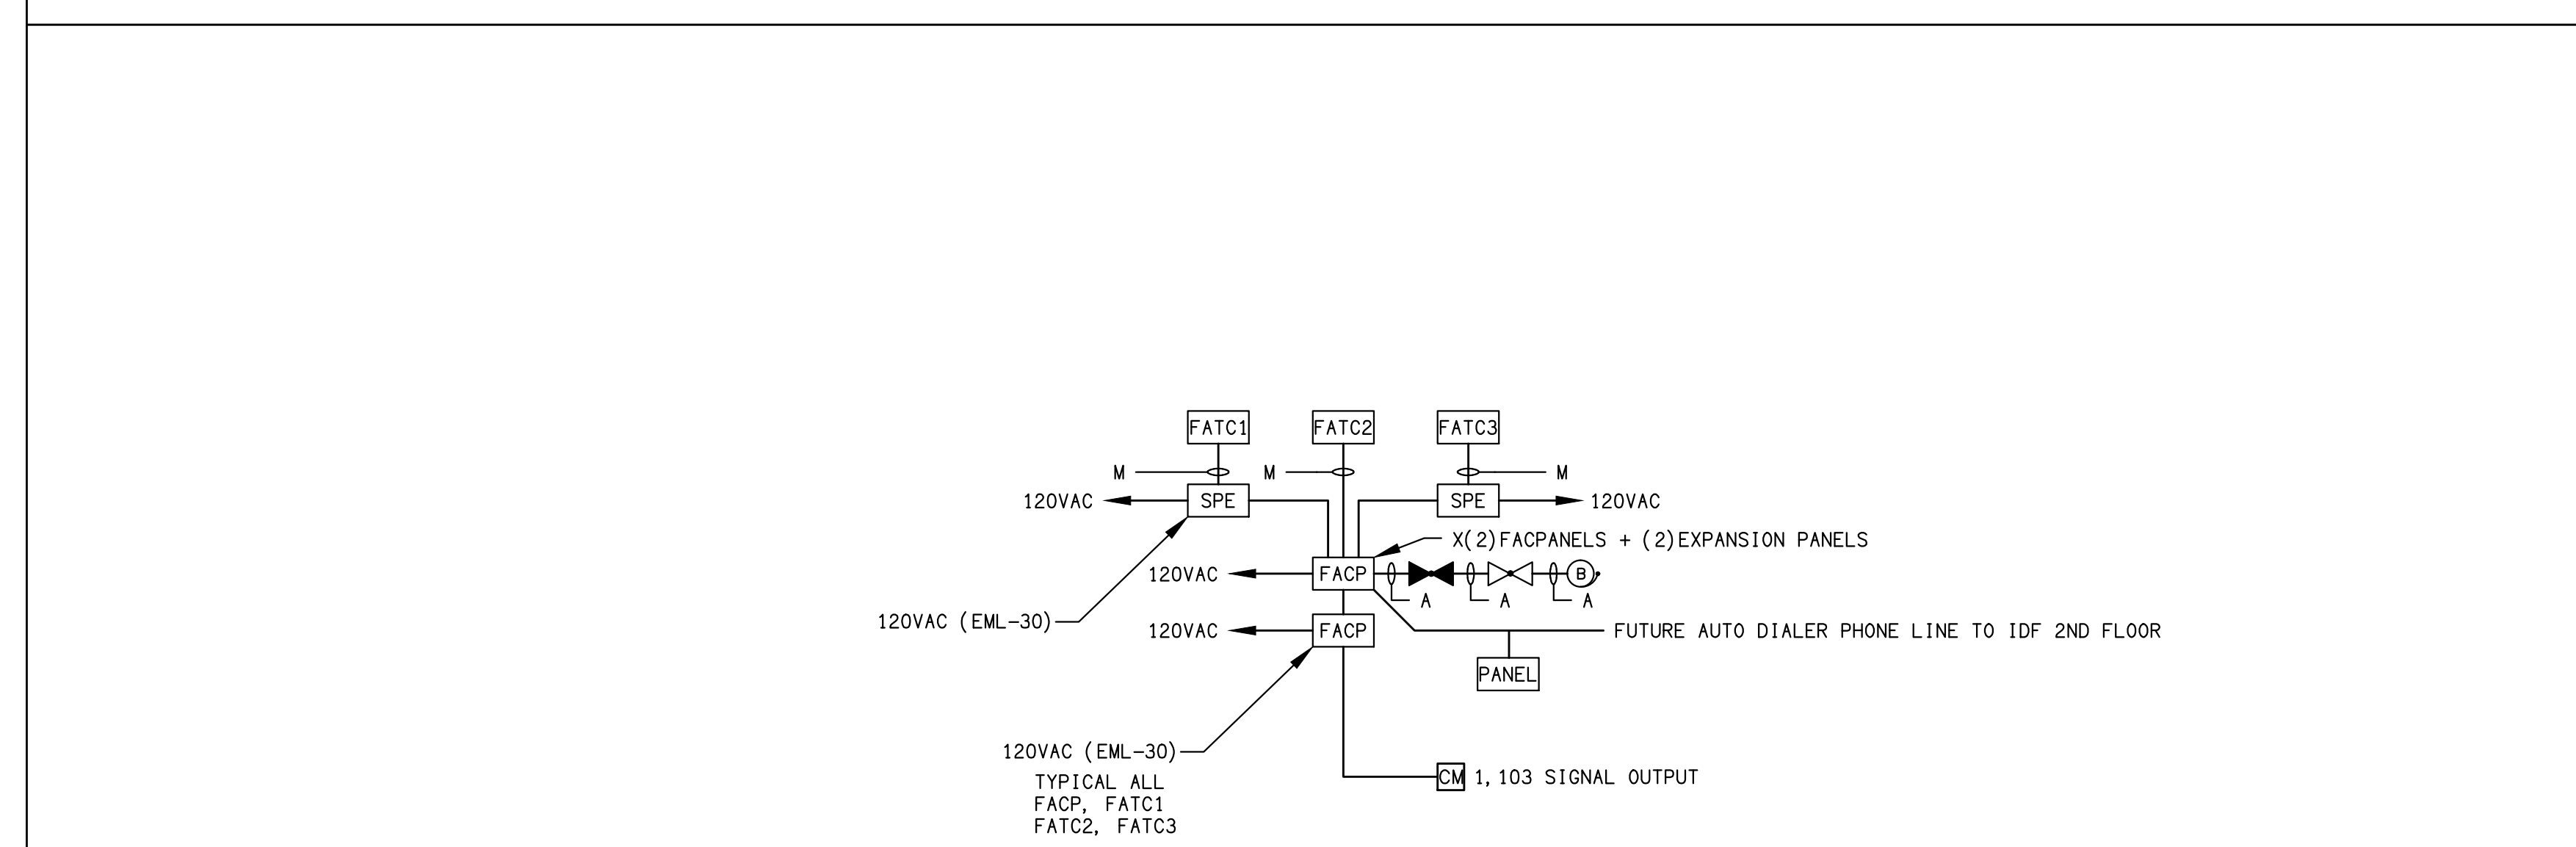 FATC1 FATC2 FATC3
M M M
120VAC SPE SPE 120VAC
X(2)FACPANELS + (2)EXPANSION PANELS
120VAC FACP B
A A A
120VAC (EML-30)
120VAC FACP FUTURE AUTO DIALER PHONE LINE TO IDF 2ND FLOOR
PANEL
120VAC (EML-30)
TYPICAL ALL
FACP, FATC1
FATC2, FATC3
CM 1,103 SIGNAL OUTPUT